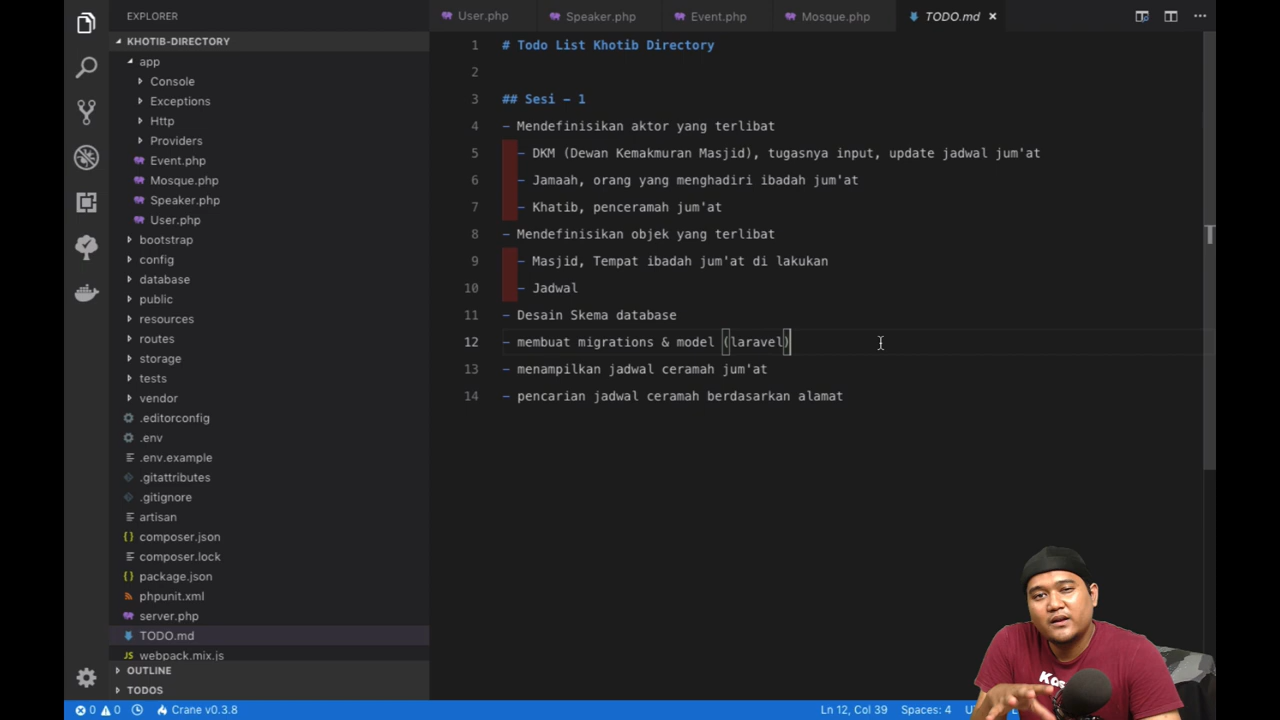 EXPLORER
User.php
Speaker.php
Event.php
Mosque.php
TODO.md
KHOTIB-DIRECTORY
app
Console
Exceptions
Http
Providers
Event.php
Mosque.php
Speaker.php
User.php
bootstrap
config
database
public
resources
routes
storage
tests
vendor
.editorconfig
.env
.env.example
.gitattributes
.gitignore
artisan
composer.json
composer.lock
package.json
phpunit.xml
server.php
TODO.md
webpack.mix.js
OUTLINE
TODOS
1 # Todo List Khotib Directory
2
3 ## Sesi - 1
4 - Mendefinisikan aktor yang terlibat
5 - DKM (Dewan Kemakmuran Masjid), tugasnya input, update jadwal jum'at
6 - Jamaah, orang yang menghadiri ibadah jum'at
7 - Khatib, penceramah jum'at
8 - Mendefinisikan objek yang terlibat
9 - Masjid, Tempat ibadah jum'at di lakukan
10 - Jadwal
11 - Desain Skema database
12 - membuat migrations & model (laravel)
13 - menampilkan jadwal ceramah jum'at
14 - pencarian jadwal ceramah berdasarkan alamat
0 0 Crane v0.3.8 Ln 12, Col 39 Spaces: 4